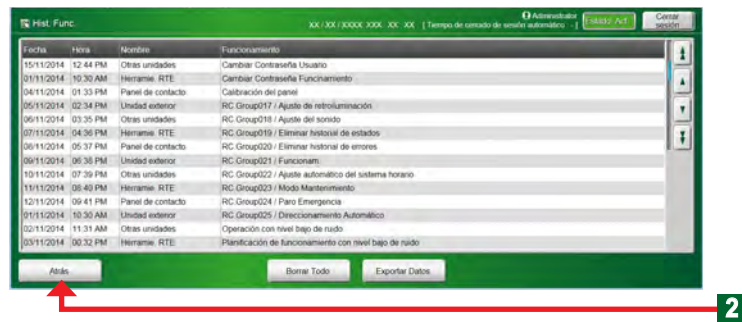 Hist. Func.
XX / XX / XXXX XXX XX XX [ Tiempo de cerrado de sesión automático - ]
Administrator
Estado Act.
Cerrar sesión
Fecha Hora Nombre Funcionamiento
15/11/2014 12:44 PM Otras unidades Cambiar Contraseña Usuario
01/11/2014 10:30 AM Herramie. RTE Cambiar Contraseña Funcinamiento
04/11/2014 01:33 PM Panel de contacto Calibración del panel
05/11/2014 02:34 PM Unidad exterior RC.Group017 / Ajuste de retroiluminación
06/11/2014 03:35 PM Otras unidades RC.Group018 / Ajuste del sonido
07/11/2014 04:36 PM Herramie. RTE RC.Group019 / Eliminar historial de estados
08/11/2014 05:37 PM Panel de contacto RC.Group020 / Eliminar historial de errores
09/11/2014 06:38 PM Unidad exterior RC.Group021 / Funcionam.
10/11/2014 07:39 PM Otras unidades RC.Group022 / Ajuste automático del sistema horario
11/11/2014 08:40 PM Herramie. RTE RC.Group023 / Modo Mantenimiento
12/11/2014 09:41 PM Panel de contacto RC.Group024 / Paro Emergencia
01/11/2014 10:30 AM Unidad exterior RC.Group025 / Direccionamiento Automático
02/11/2014 11:31 AM Otras unidades Operación con nivel bajo de ruido
03/11/2014 00:32 PM Herramie. RTE Planificación de funcionamiento con nivel bajo de ruido
Atrás Borrar Todo Exportar Datos
2